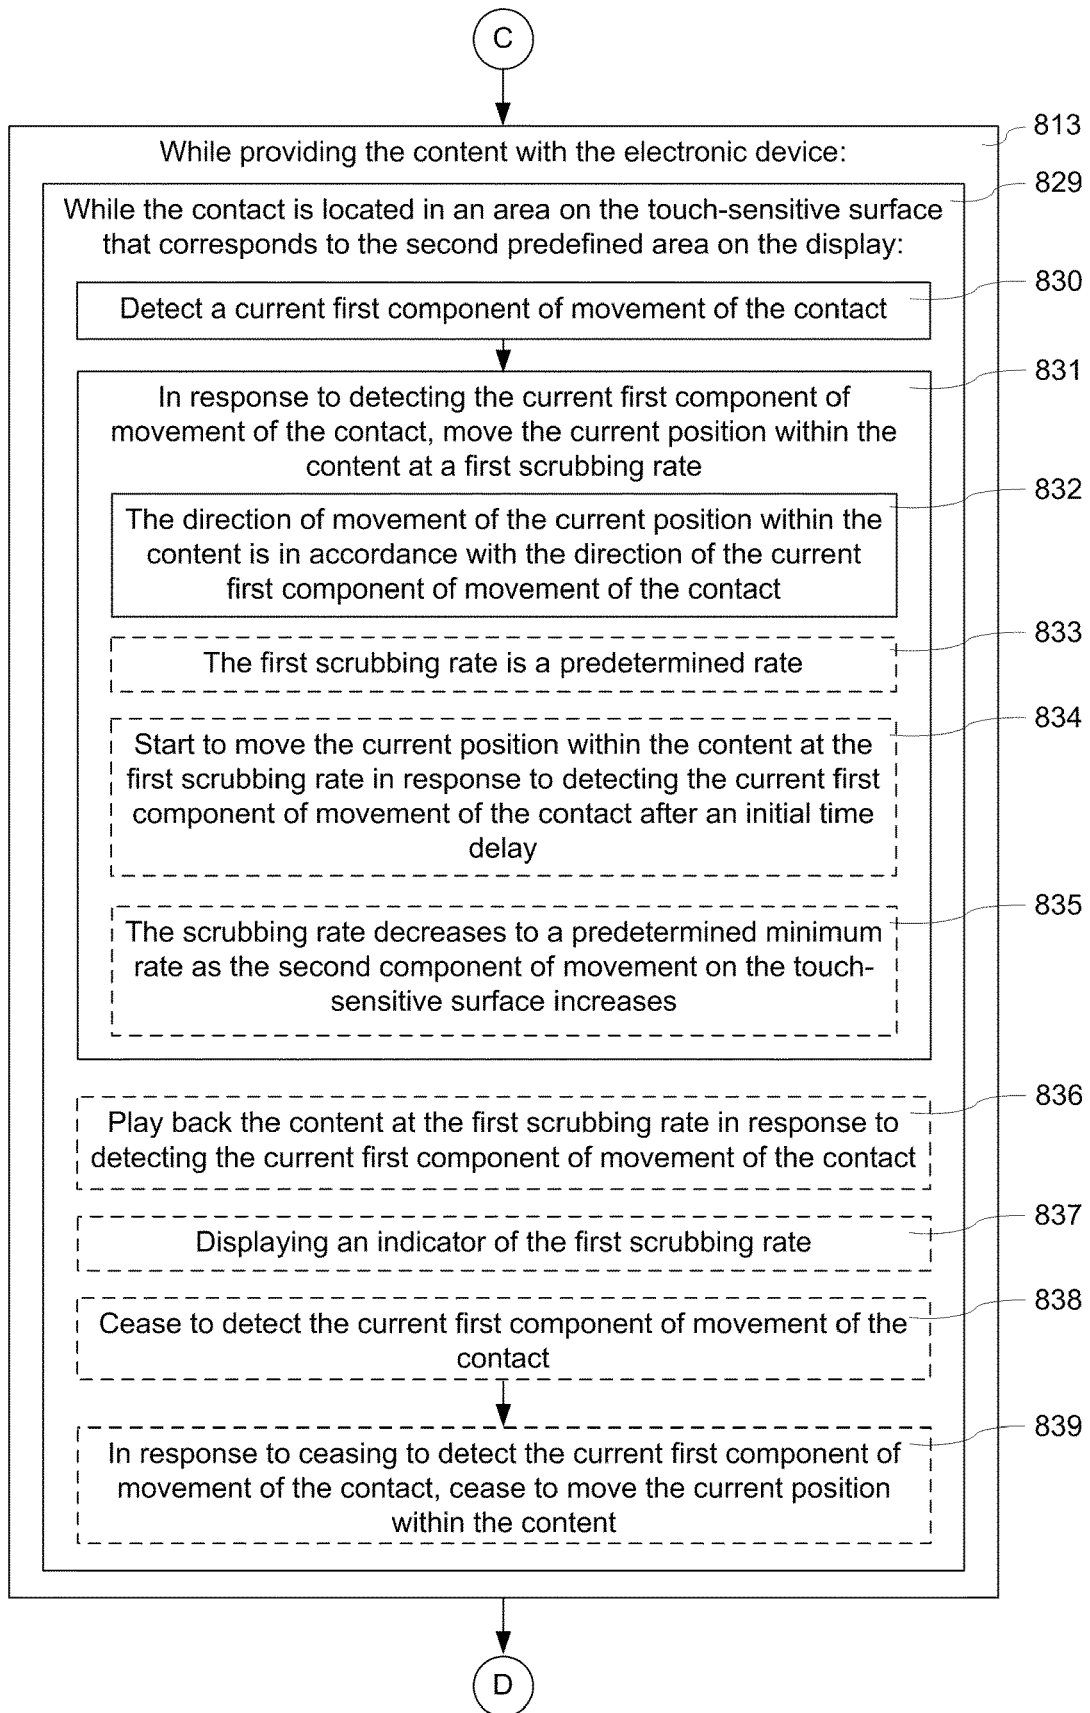 C
813
While providing the content with the electronic device:
829
While the contact is located in an area on the touch-sensitive surface
that corresponds to the second predefined area on the display:
830
Detect a current first component of movement of the contact
831
In response to detecting the current first component of
movement of the contact, move the current position within the
content at a first scrubbing rate
832
The direction of movement of the current position within the
content is in accordance with the direction of the current
first component of movement of the contact
833
The first scrubbing rate is a predetermined rate
834
Start to move the current position within the content at the
first scrubbing rate in response to detecting the current first
component of movement of the contact after an initial time
delay
835
The scrubbing rate decreases to a predetermined minimum
rate as the second component of movement on the touch-
sensitive surface increases
836
Play back the content at the first scrubbing rate in response to
detecting the current first component of movement of the contact
837
Displaying an indicator of the first scrubbing rate
838
Cease to detect the current first component of movement of the
contact
839
In response to ceasing to detect the current first component of
movement of the contact, cease to move the current position
within the content
D